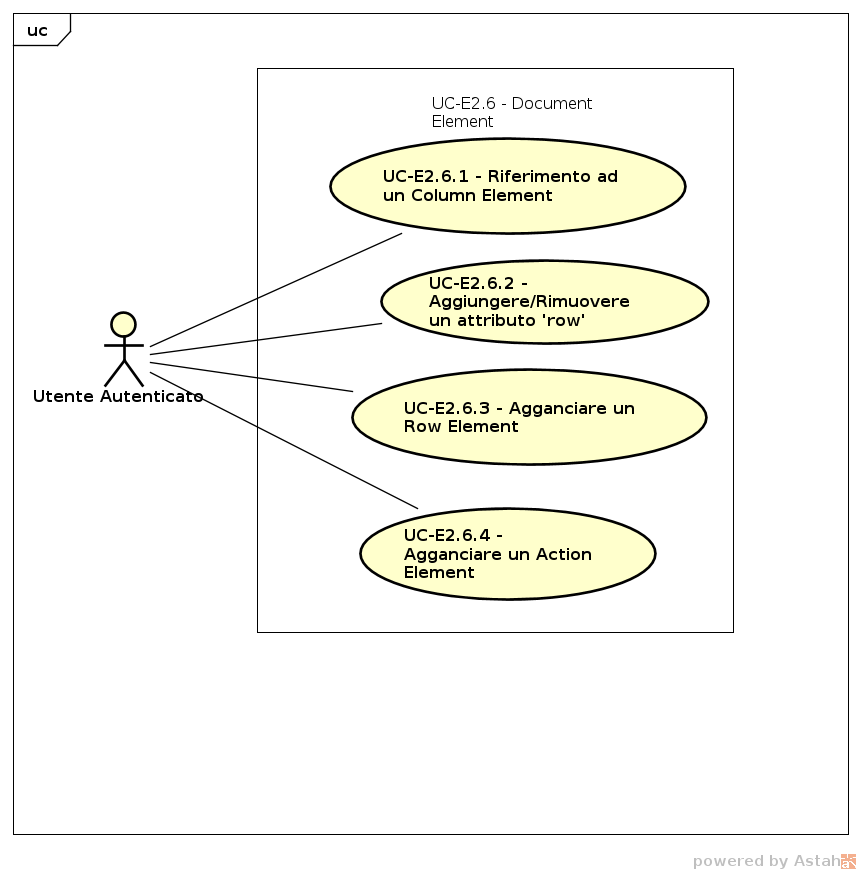 uc
UC-E2.6 - Document
Element
UC-E2.6.1 - Riferimento ad
un Column Element
UC-E2.6.2 -
Aggiungere/Rimuovere
un attributo 'row'
Utente Autenticato
UC-E2.6.3 - Agganciare un
Row Element
UC-E2.6.4 -
Agganciare un Action
Element
powered by Astah